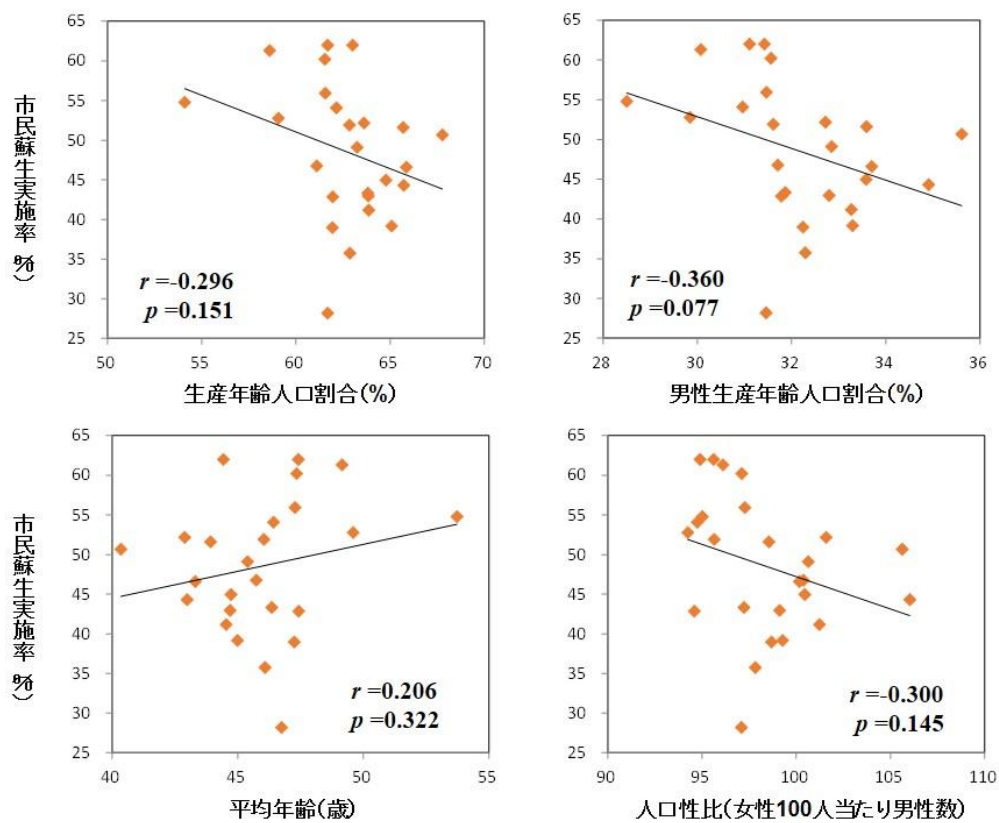 市民蘇生実施率(%)
65
60
55
50
45
40
35
30
25
r =-0.296
p =0.151
50 55 60 65 70
生産年齢人口割合(%)
65
60
55
50
45
40
35
30
25
r =-0.360
p =0.077
28 30 32 34 36
男性生産年齢人口割合(%)
市民蘇生実施率(%)
65
60
55
50
45
40
35
30
25
r =0.206
p =0.322
40 45 50 55
平均年齢(歳)
65
60
55
50
45
40
35
30
25
r =-0.300
p =0.145
90 95 100 105 110
人口性比(女性100人当たり男性数)